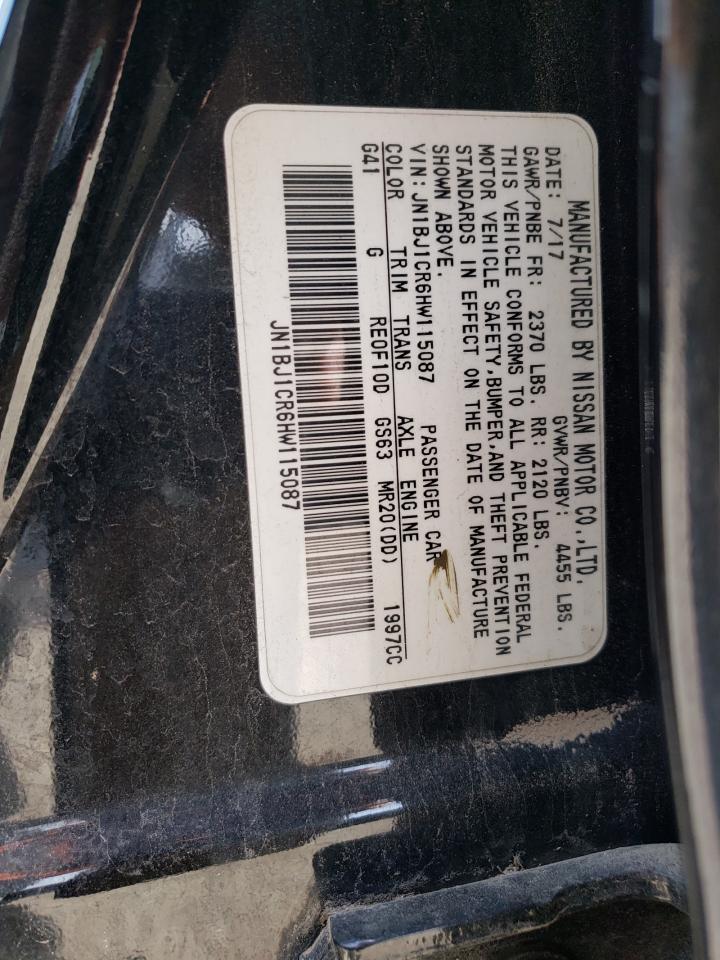 MANUFACTURED BY NISSAN MOTOR CO.,LTD.
DATE: 7/17 GVWR/PNBV: 4455 LBS.
GAWR/PNBE FR: 2370 LBS. RR: 2120 LBS.
THIS VEHICLE CONFORMS TO ALL APPLICABLE FEDERAL
MOTOR VEHICLE SAFETY,BUMPER,AND THEFT PREVENTION
STANDARDS IN EFFECT ON THE DATE OF MANUFACTURE
SHOWN ABOVE.
VIN: JN1BJ1CR6HW115087 PASSENGER CAR
COLOR TRIM TRANS AXLE ENGINE
G41 G RE0F10D GS63 MR20(DD) 1997CC
JN1BJ1CR6HW115087